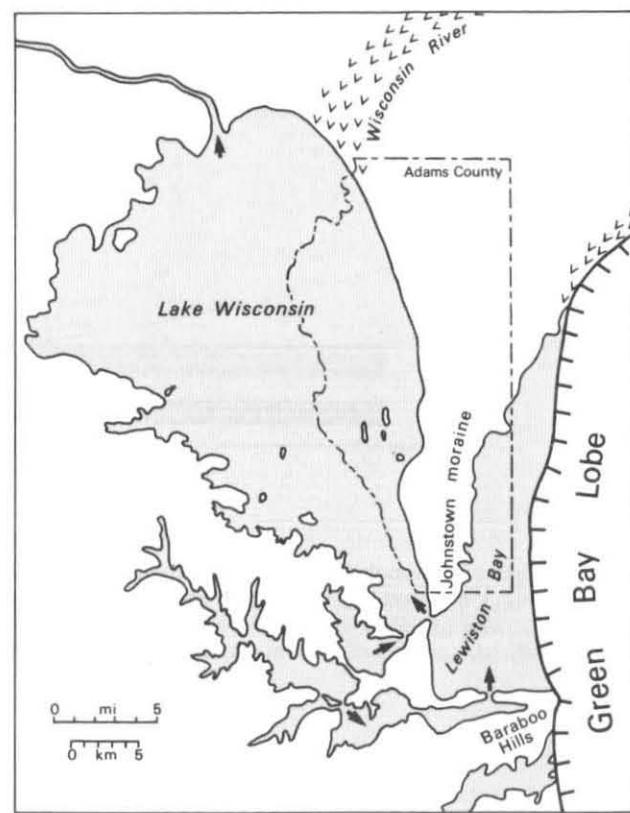 Wisconsin River
Adams County
Lake Wisconsin
Johnstown moraine
Lewiston Bay
Green Bay Lobe
Baraboo
Hills
0 mi 5
0 km 5